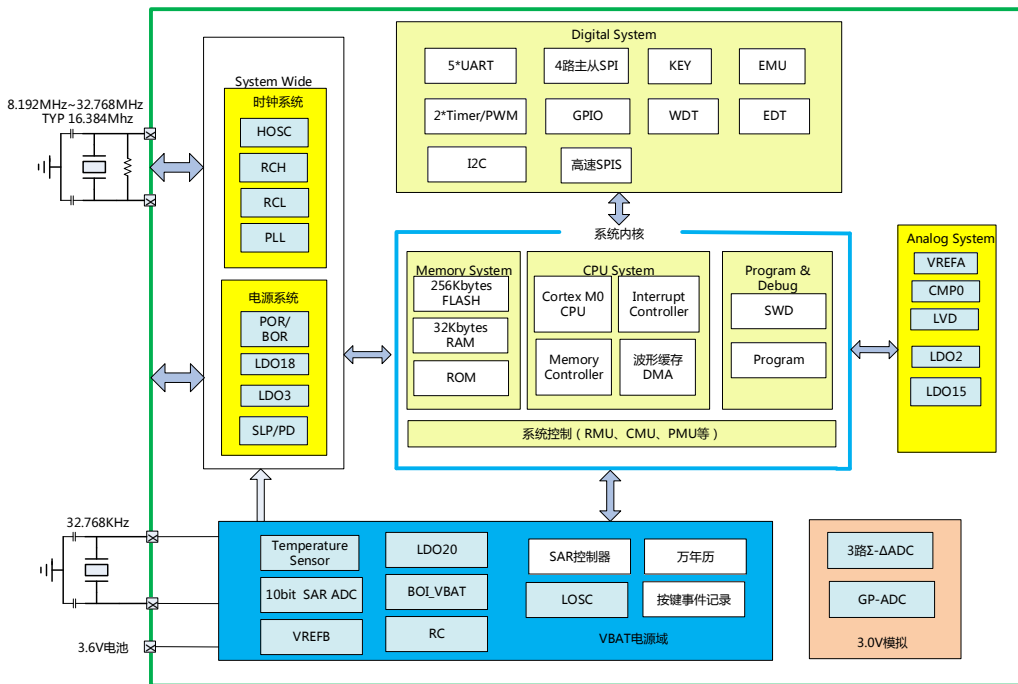 8.192MHz~32.768MHz
TYP 16.384Mhz
System Wide
时钟系统
HOSC
RCH
RCL
PLL
电源系统
POR/
BOR
LDO18
LDO3
SLP/PD
Digital System
5*UART
4路主从SPI
KEY
EMU
2*Timer/PWM
GPIO
WDT
EDT
I2C
高速SPIS
系统内核
Memory System
256Kbytes
FLASH
32Kbytes
RAM
ROM
CPU System
Cortex M0
CPU
Interrupt
Controller
Memory
Controller
波形缓存
DMA
Program &
Debug
SWD
Program
系统控制（RMU、CMU、PMU等）
Analog System
VREFA
CMP0
LVD
LDO2
LDO15
32.768KHz
3.6V电池
Temperature
Sensor
10bit SAR ADC
VREFB
LDO20
BOI_VBAT
RC
SAR控制器
万年历
LOSC
按键事件记录
VBAT电源域
3路Σ-ΔADC
GP-ADC
3.0V模拟